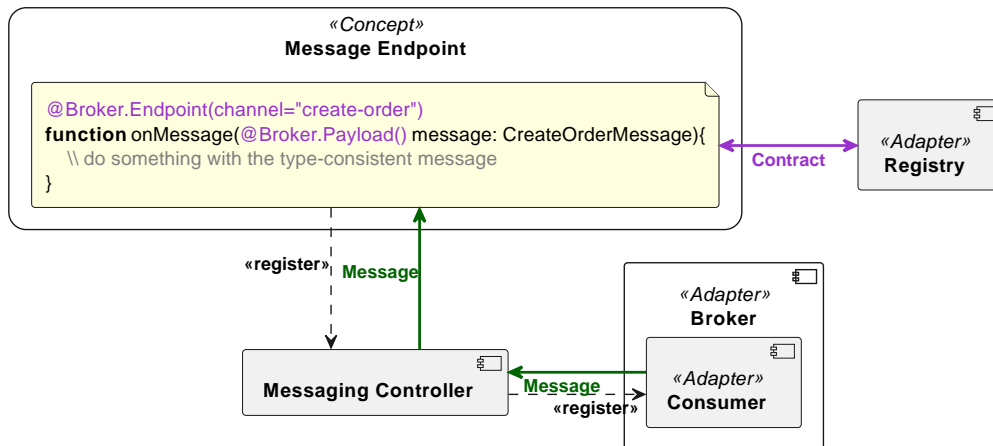 «Concept»
Message Endpoint
@Broker.Endpoint(channel="create-order")
function onMessage(@Broker.Payload() message: CreateOrderMessage){
\\ do something with the type-consistent message
}
Contract
«Adapter»
Registry
«register»
Message
«Adapter»
Broker
Messaging Controller
Message
«register»
«Adapter»
Consumer